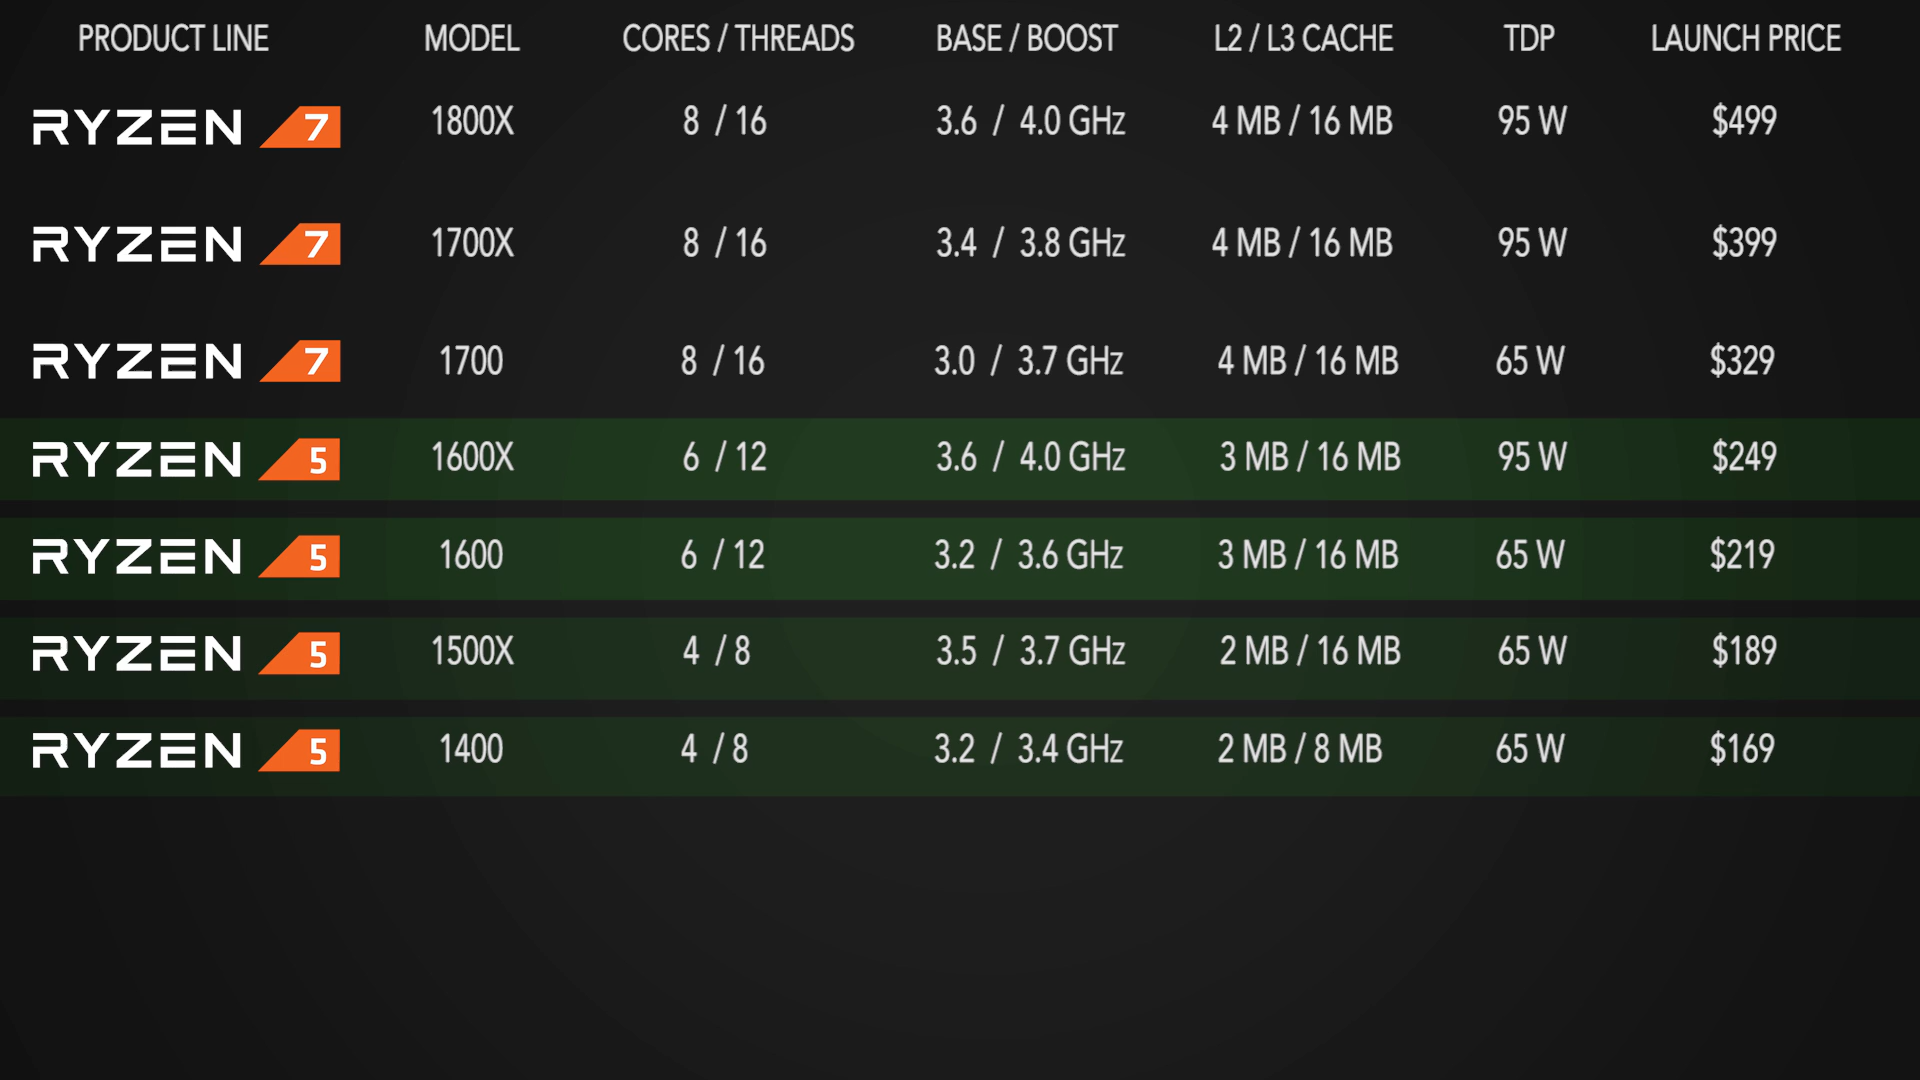 PRODUCT LINE MODEL CORES / THREADS BASE / BOOST L2 / L3 CACHE TDP LAUNCH PRICE
RYZEN 7 1800X 8 / 16 3.6 / 4.0 GHz 4 MB / 16 MB 95 W $499
RYZEN 7 1700X 8 / 16 3.4 / 3.8 GHz 4 MB / 16 MB 95 W $399
RYZEN 7 1700 8 / 16 3.0 / 3.7 GHz 4 MB / 16 MB 65 W $329
RYZEN 5 1600X 6 / 12 3.6 / 4.0 GHz 3 MB / 16 MB 95 W $249
RYZEN 5 1600 6 / 12 3.2 / 3.6 GHz 3 MB / 16 MB 65 W $219
RYZEN 5 1500X 4 / 8 3.5 / 3.7 GHz 2 MB / 16 MB 65 W $189
RYZEN 5 1400 4 / 8 3.2 / 3.4 GHz 2 MB / 8 MB 65 W $169